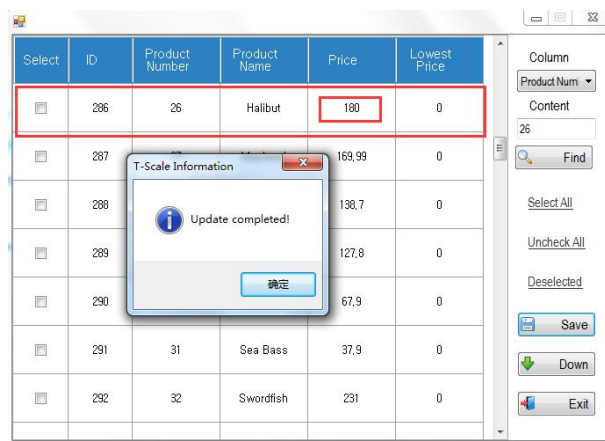 Select ID Product Number Product Name Price Lowest Price
286 26 Halibut 180 0
287 169,99 0
288 138,7 0
289 127,8 0
290 67,9 0
291 31 Sea Bass 37,9 0
292 32 Swordfish 231 0
T-Scale Information
Update completed!
确定
Column
Product Num
Content
26
Find
Select All
Uncheck All
Deselected
Save
Down
Exit